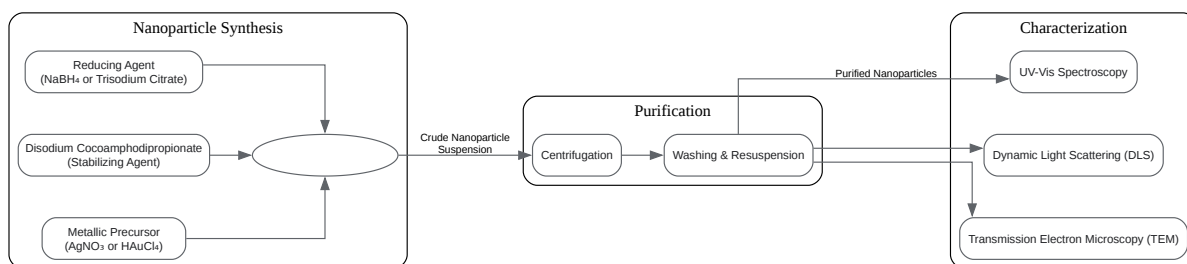 Nanoparticle Synthesis
Reducing Agent
(NaBH₄ or Trisodium Citrate)
Disodium Cocoamphodipropionate
(Stabilizing Agent)
Metallic Precursor
(AgNO₃ or HAuCl₄)
Crude Nanoparticle
Suspension
Purification
Centrifugation
Washing & Resuspension
Purified Nanoparticles
Characterization
UV-Vis Spectroscopy
Dynamic Light Scattering (DLS)
Transmission Electron Microscopy (TEM)